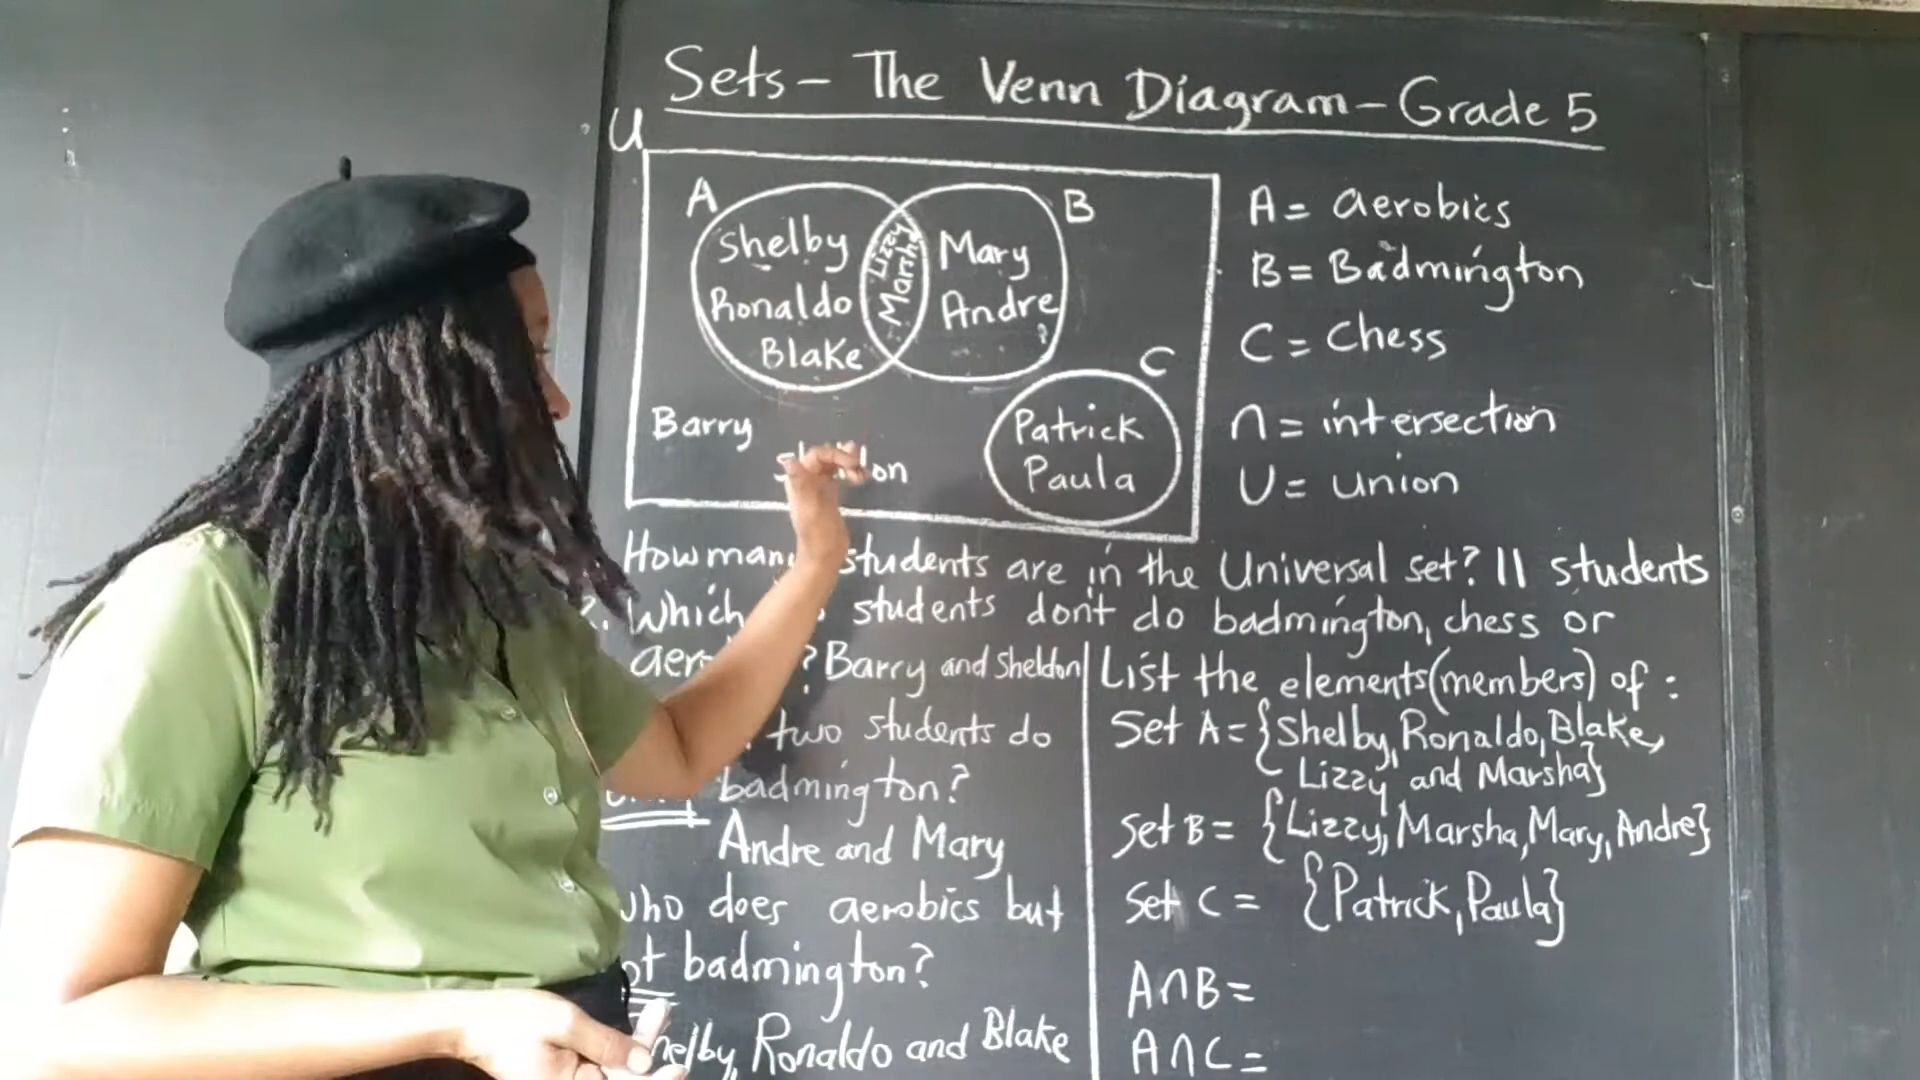 Sets - The Venn Diagram - Grade 5
U
A
B
Shelby
Ronaldo
Blake
Lizzy
Marsha
Mary
Andre
C
Patrick
Paula
Barry
A = aerobics
B = Badmington
C = Chess
∩ = intersection
U = union
How many students are in the Universal set? 11 students
2. Which students don't do badmington, chess or
? Barry and Sheldon
two students do
badmington?
Andre and Mary
who does aerobics but
badmington?
Ronaldo and Blake
List the elements(members) of :
Set A = {Shelby, Ronaldo, Blake,
Lizzy and Marsha}
Set B = {Lizzy, Marsha, Mary, Andre}
Set C = {Patrick, Paula}
A∩B =
A∩C =